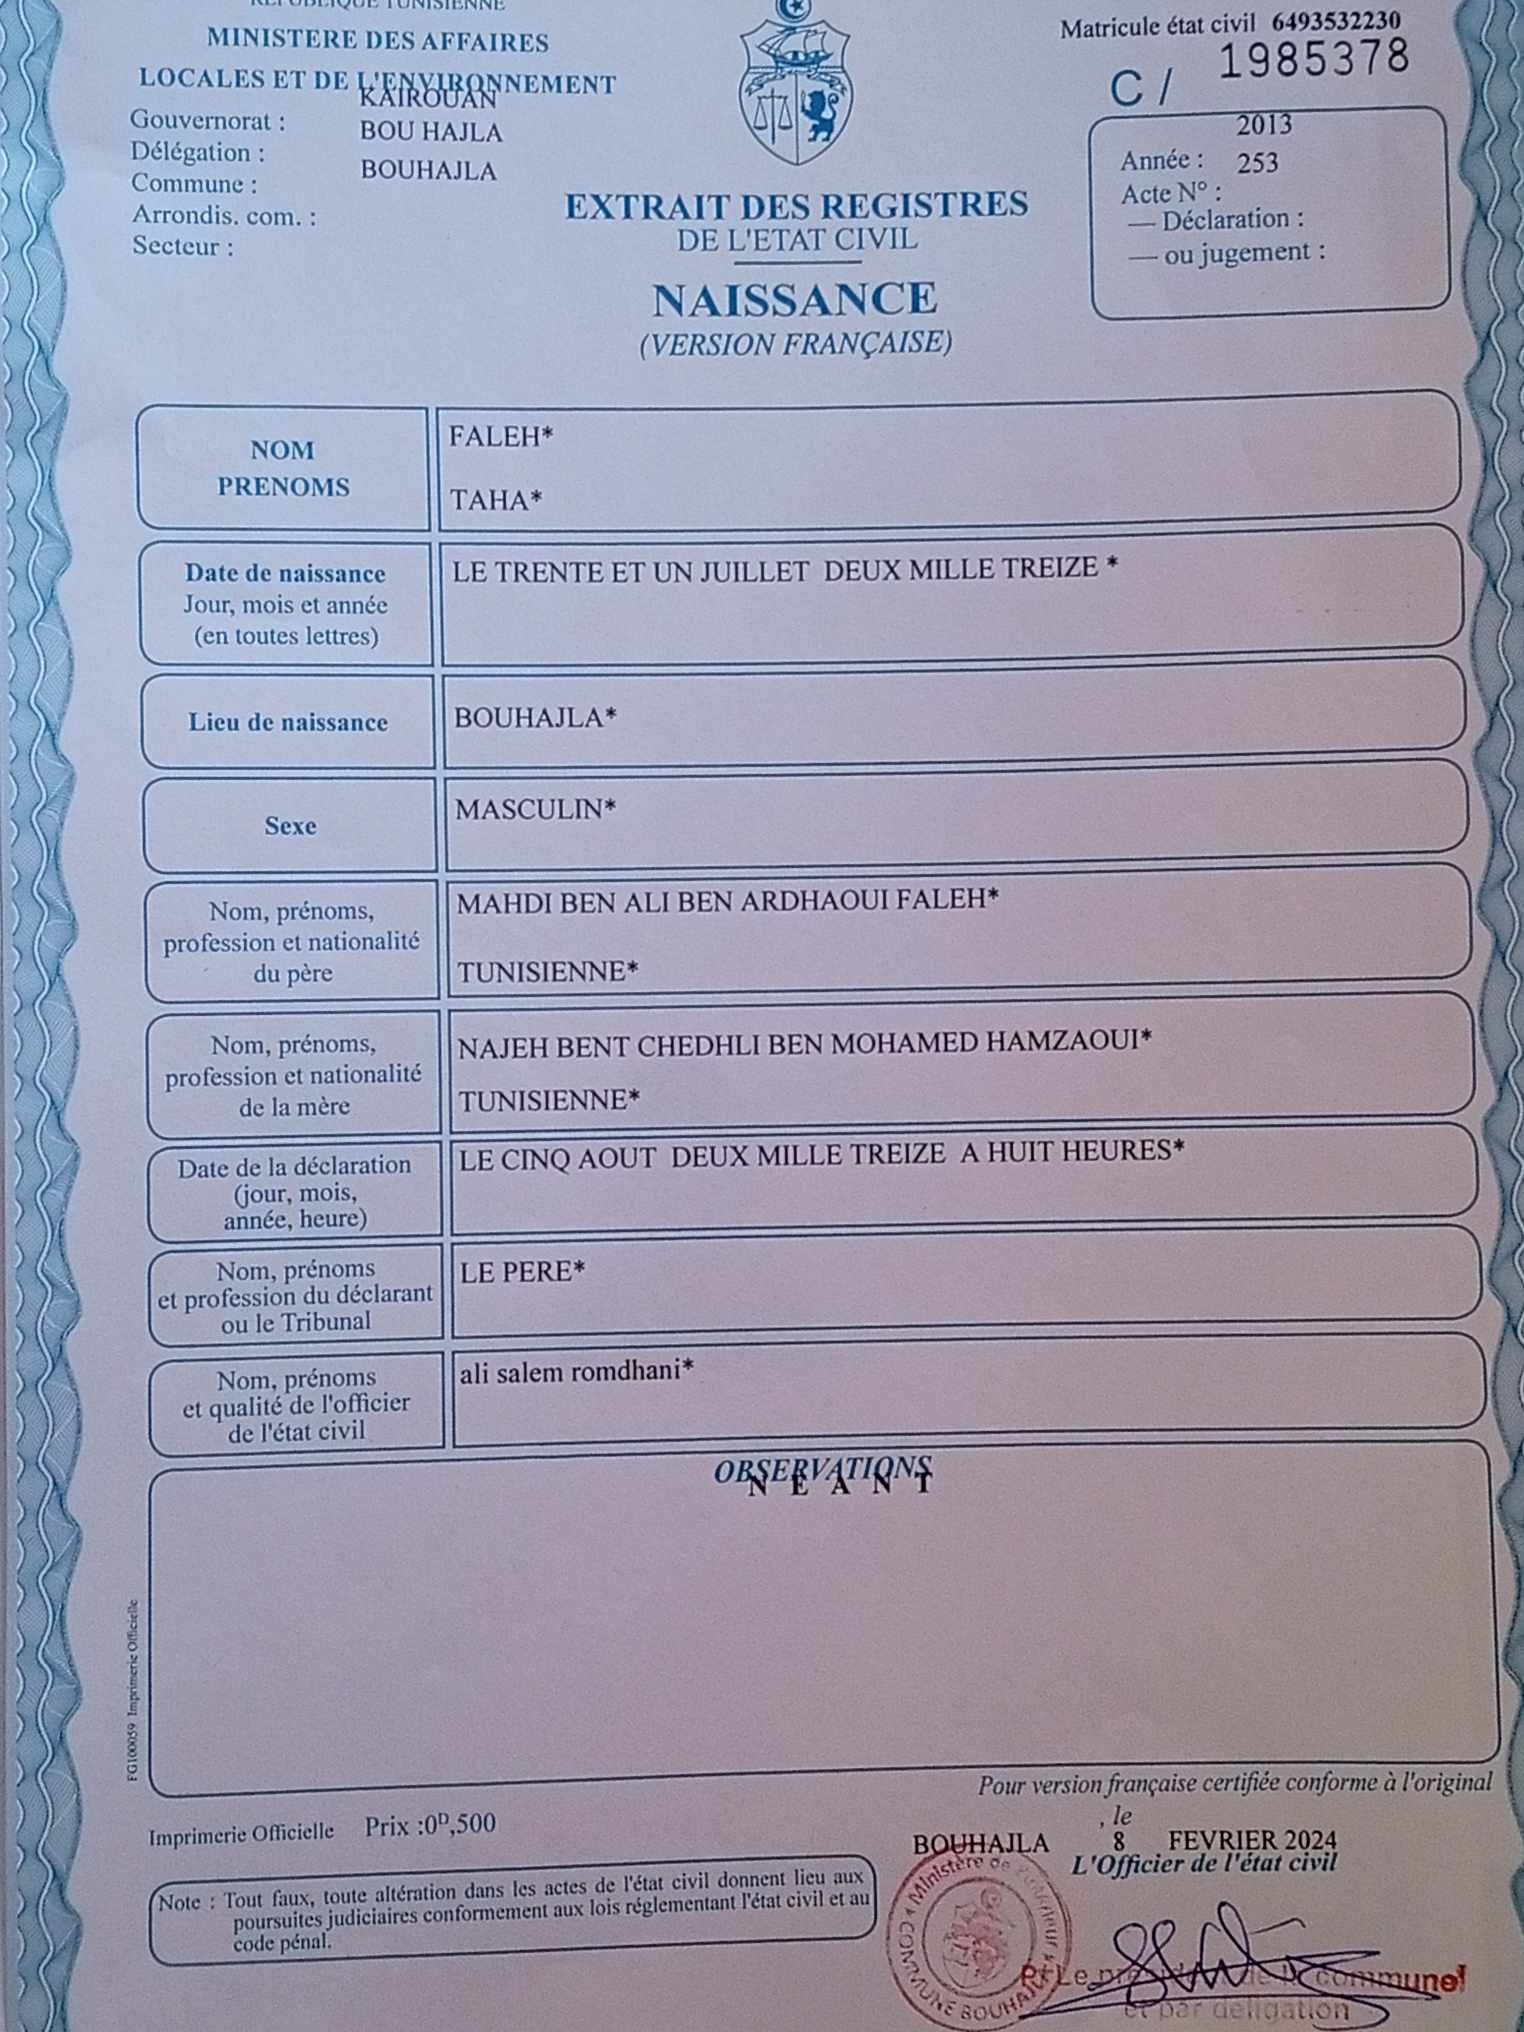 REPUBLIQUE TUNISIENNE
MINISTERE DES AFFAIRES
LOCALES ET DE L'ENVIRONNEMENT
Gouvernorat : KAIROUAN
Délégation : BOU HAJLA
Commune : BOUHAJLA
Arrondis. com. :
Secteur :
Matricule état civil 6493532230
C / 1985378
2013
Année : 253
Acte N° :
— Déclaration :
— ou jugement :
EXTRAIT DES REGISTRES
DE L'ETAT CIVIL
NAISSANCE
(VERSION FRANÇAISE)
NOM
PRENOMS
FALEH*
TAHA*
Date de naissance
Jour, mois et année
(en toutes lettres)
LE TRENTE ET UN JUILLET DEUX MILLE TREIZE *
Lieu de naissance
BOUHAJLA*
Sexe
MASCULIN*
Nom, prénoms,
profession et nationalité
du père
MAHDI BEN ALI BEN ARDHAOUI FALEH*
TUNISIENNE*
Nom, prénoms,
profession et nationalité
de la mère
NAJEH BENT CHEDHLI BEN MOHAMED HAMZAOUI*
TUNISIENNE*
Date de la déclaration
(jour, mois,
année, heure)
LE CINQ AOUT DEUX MILLE TREIZE A HUIT HEURES*
Nom, prénoms
et profession du déclarant
ou le Tribunal
LE PERE*
Nom, prénoms
et qualité de l'officier
de l'état civil
ali salem romdhani*
OBSERVATIONS
N E A N T
FG100059 Imprimerie Officielle
Pour version française certifiée conforme à l'original
, le
BOUHAJLA 8 FEVRIER 2024
L'Officier de l'état civil
Imprimerie Officielle Prix :0D,500
Note : Tout faux, toute altération dans les actes de l'état civil donnent lieu aux
poursuites judiciaires conformement aux lois réglementant l'état civil et au
code pénal.
Ministère de
COMMUNE BOUHAJLA
Le président de la commune
et par deligation